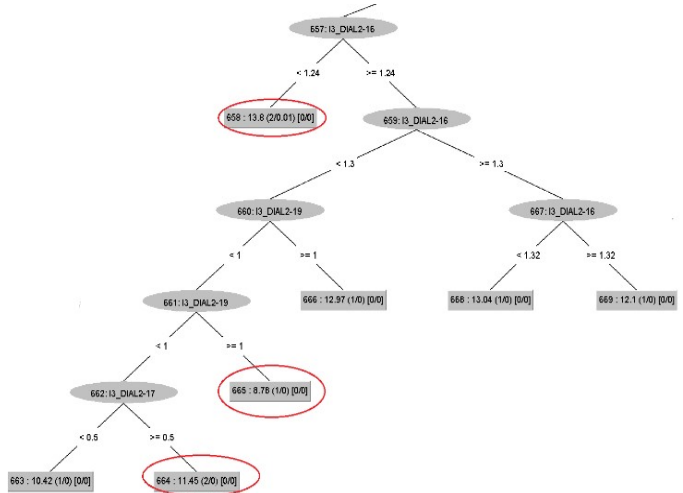 657: I3_DIAL2-16
< 1.24
>= 1.24
658 : 13.6 (2/0.01) [0/0]
659: I3_DIAL2-16
< 1.3
>= 1.3
660: I3_DIAL2-19
667: I3_DIAL2-16
< 1
>= 1
< 1.32
>= 1.32
661: I3_DIAL2-19
666 : 12.97 (1/0) [0/0]
668 : 13.04 (1/0) [0/0]
669 : 12.1 (1/0) [0/0]
< 1
>= 1
662: I3_DIAL2-17
665 : 8.78 (1/0) [0/0]
< 0.5
>= 0.5
663 : 10.42 (1/0) [0/0]
664 : 11.45 (2/0) [0/0]